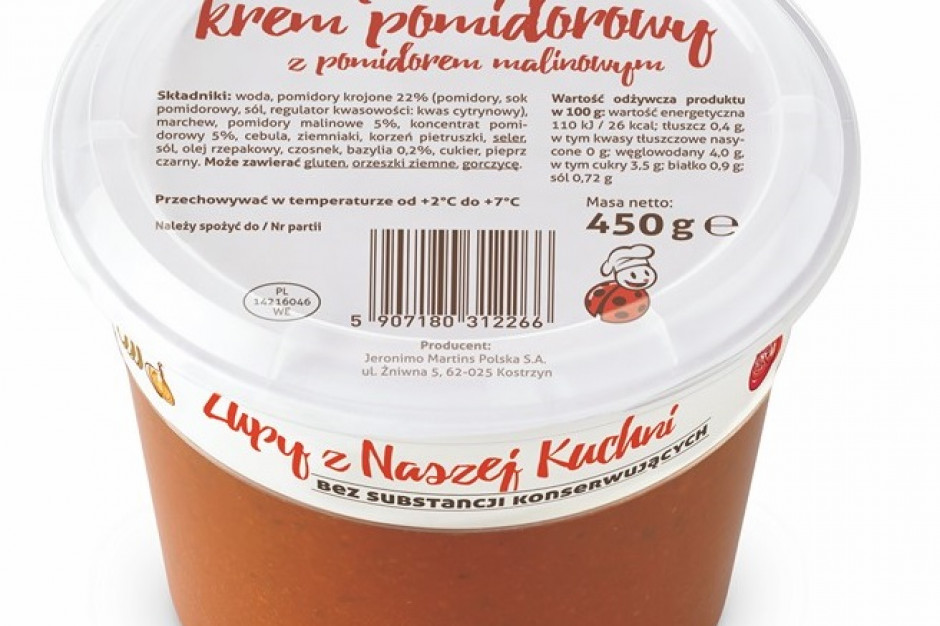 krem pomidorowy
z pomidorem malinowym
Składniki: woda, pomidory krojone 22% (pomidory, sok
pomidorowy, sól, regulator kwasowości: kwas cytrynowy),
marchew, pomidory malinowe 5%, koncentrat pomi-
dorowy 5%, cebula, ziemniaki, korzeń pietruszki, seler,
sól, olej rzepakowy, czosnek, bazylia 0,2%, cukier, pieprz
czarny. Może zawierać gluten, orzeszki ziemne, gorczycę.
Przechowywać w temperaturze od +2°C do +7°C
Należy spożyć do / Nr partii
Wartość odżywcza produktu
w 100 g: wartość energetyczna
110 kJ / 26 kcal; tłuszcz 0,4 g,
w tym kwasy tłuszczowe nasy-
cone 0 g; węglowodany 4,0 g,
w tym cukry 3,5 g; białko 0,9 g;
sól 0,72 g
Masa netto:
450 g ℮
PL
14216046
WE
5 907180 312266
Producent:
Jeronimo Martins Polska S.A.
ul. Żniwna 5, 62-025 Kostrzyn
Zupy z Naszej Kuchni
BEZ SUBSTANCJI KONSERWUJĄCYCH